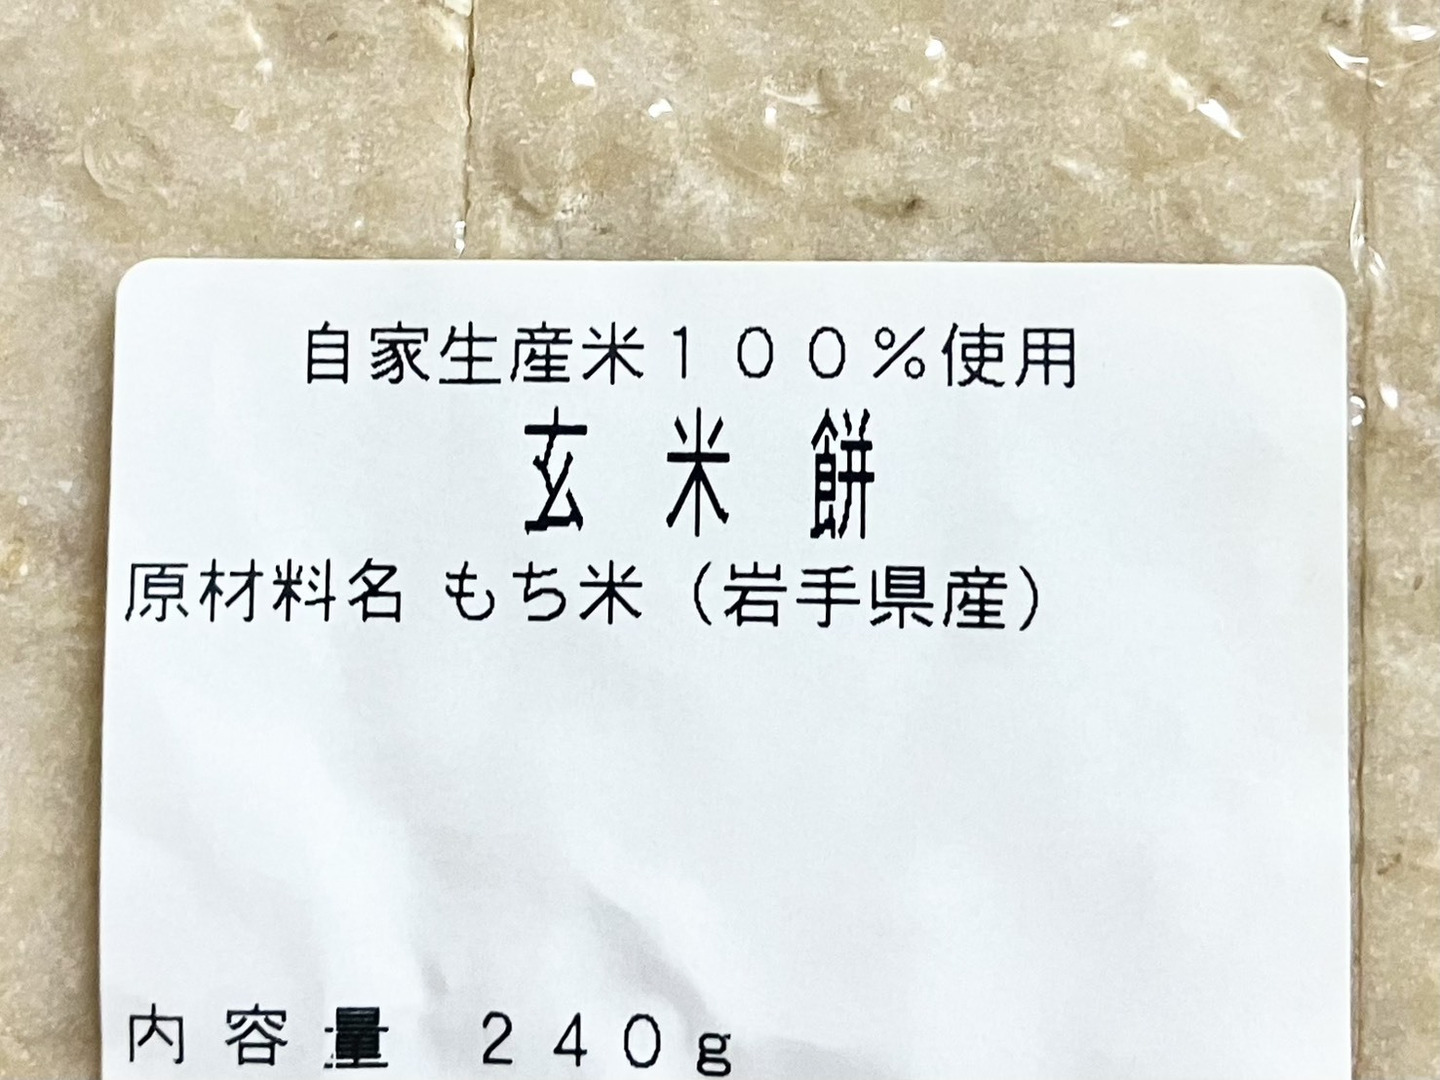 自家生産米１００％使用
玄米餅
原材料名 もち米（岩手県産）
内容量 ２４０ｇ